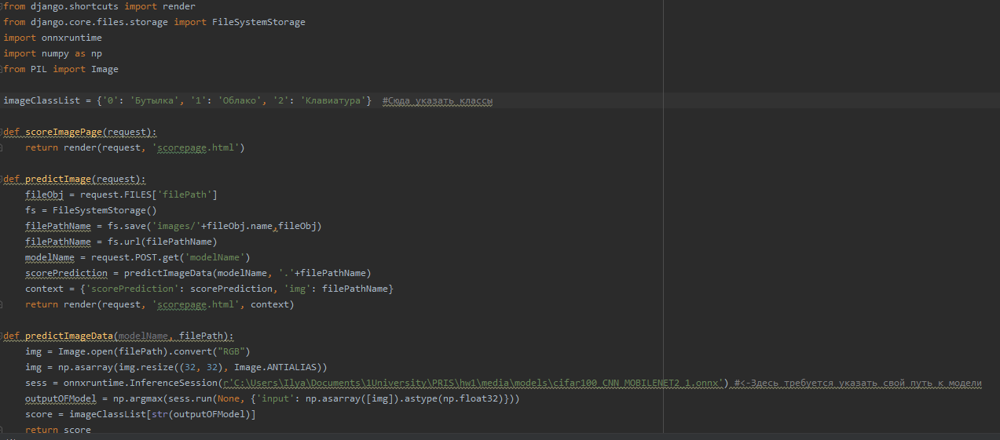 from django.shortcuts import render
from django.core.files.storage import FileSystemStorage
import onnxruntime
import numpy as np
from PIL import Image
imageClassList = {'0': 'Бутылка', '1': 'Облако', '2': 'Клавиатура'}  #Сюда указать классы
def scoreImagePage(request):
    return render(request, 'scorepage.html')
def predictImage(request):
    fileObj = request.FILES['filePath']
    fs = FileSystemStorage()
    filePathName = fs.save('images/'+fileObj.name,fileObj)
    filePathName = fs.url(filePathName)
    modelName = request.POST.get('modelName')
    scorePrediction = predictImageData(modelName, '.'+filePathName)
    context = {'scorePrediction': scorePrediction, 'img': filePathName}
    return render(request, 'scorepage.html', context)
def predictImageData(modelName, filePath):
    img = Image.open(filePath).convert("RGB")
    img = np.asarray(img.resize((32, 32), Image.ANTIALIAS))
    sess = onnxruntime.InferenceSession(r'C:\Users\Ilya\Documents\1University\PRIS\hw1\media\models\cifar100_CNN_MOBILENET2_1.onnx') #<-Здесь требуется указать свой путь к модели
    outputOFModel = np.argmax(sess.run(None, {'input': np.asarray([img]).astype(np.float32)}))
    score = imageClassList[str(outputOFModel)]
    return score